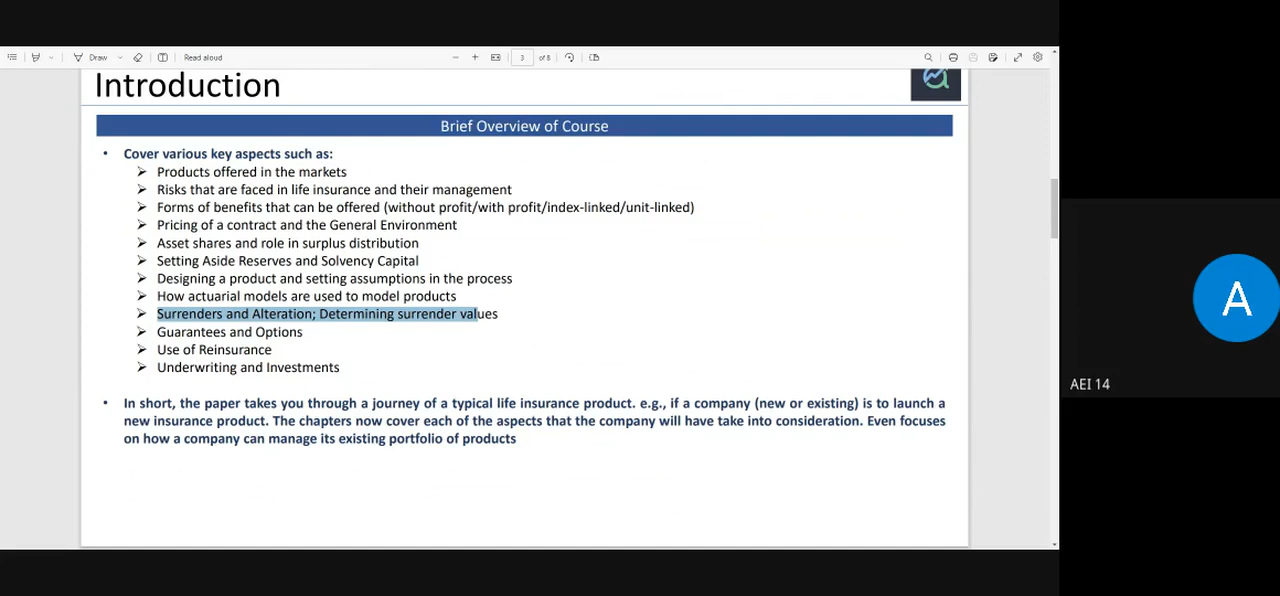 Draw
Read aloud
3
of 8
Introduction
Brief Overview of Course
• Cover various key aspects such as:
➢ Products offered in the markets
➢ Risks that are faced in life insurance and their management
➢ Forms of benefits that can be offered (without profit/with profit/index-linked/unit-linked)
➢ Pricing of a contract and the General Environment
➢ Asset shares and role in surplus distribution
➢ Setting Aside Reserves and Solvency Capital
➢ Designing a product and setting assumptions in the process
➢ How actuarial models are used to model products
➢ Surrenders and Alteration; Determining surrender values
➢ Guarantees and Options
➢ Use of Reinsurance
➢ Underwriting and Investments
• In short, the paper takes you through a journey of a typical life insurance product. e.g., if a company (new or existing) is to launch a
new insurance product. The chapters now cover each of the aspects that the company will have take into consideration. Even focuses
on how a company can manage its existing portfolio of products
A
AEI 14